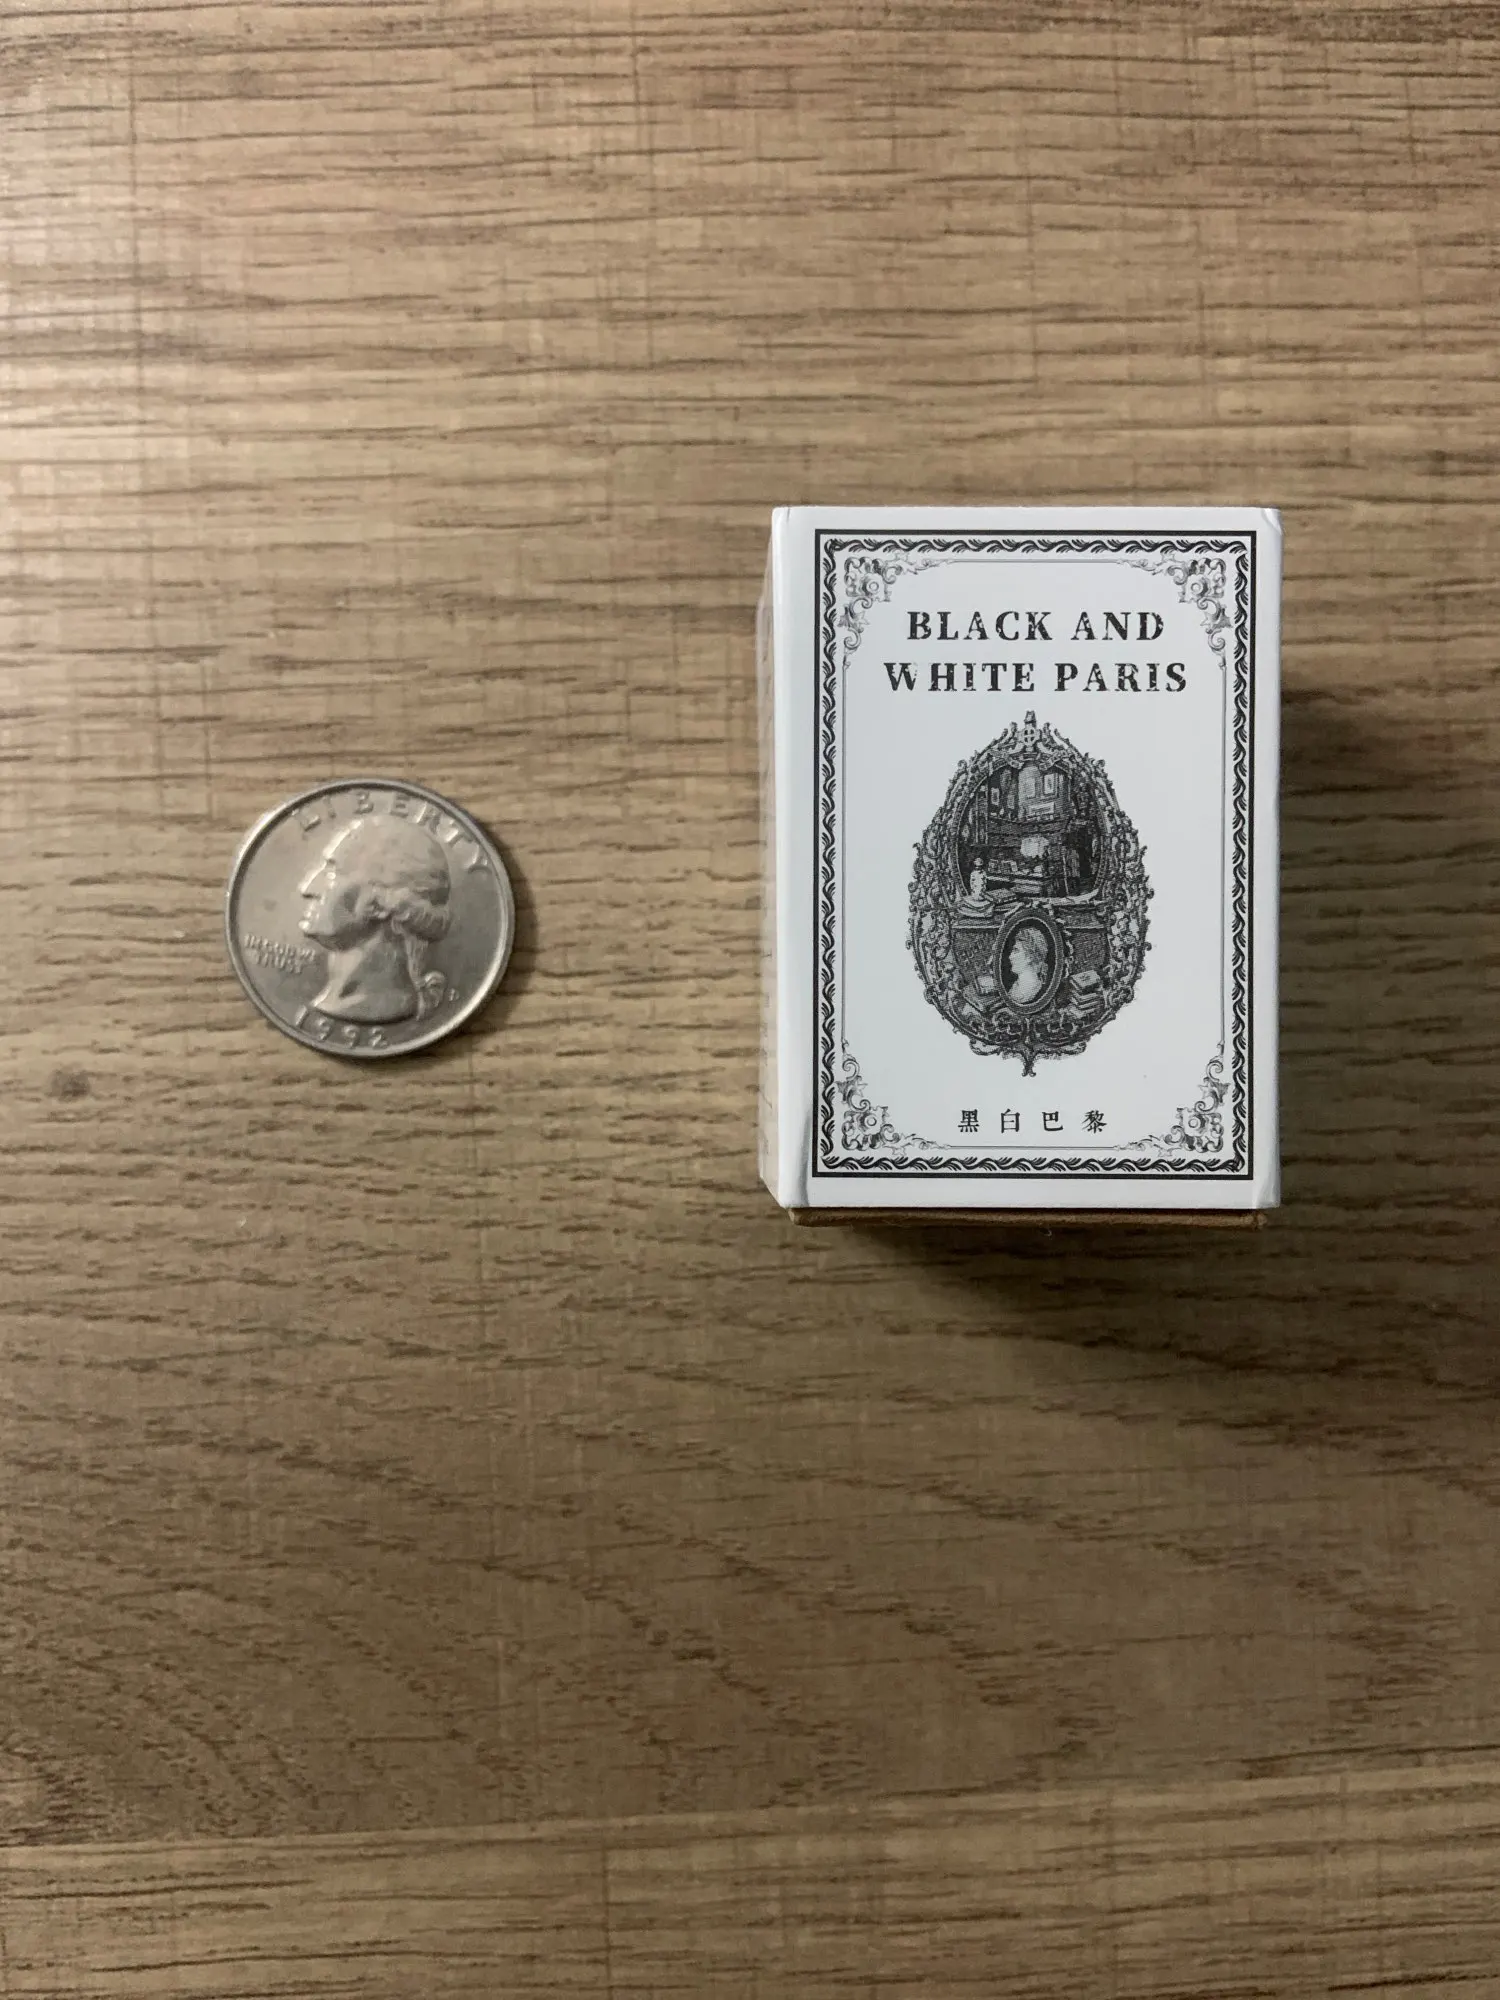 LIBERTY
IN GOD WE
TRUST
D
1992
BLACK AND
WHITE PARIS
黑白巴黎